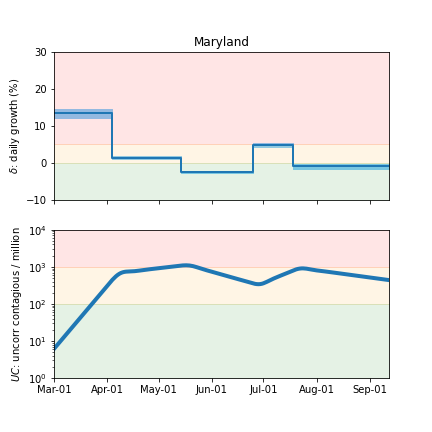 Maryland
δ: daily growth (%)
30
20
10
0
−10
UC: uncorr contagious / million
10⁴
10³
10²
10¹
10⁰
Mar-01 Apr-01 May-01 Jun-01 Jul-01 Aug-01 Sep-01